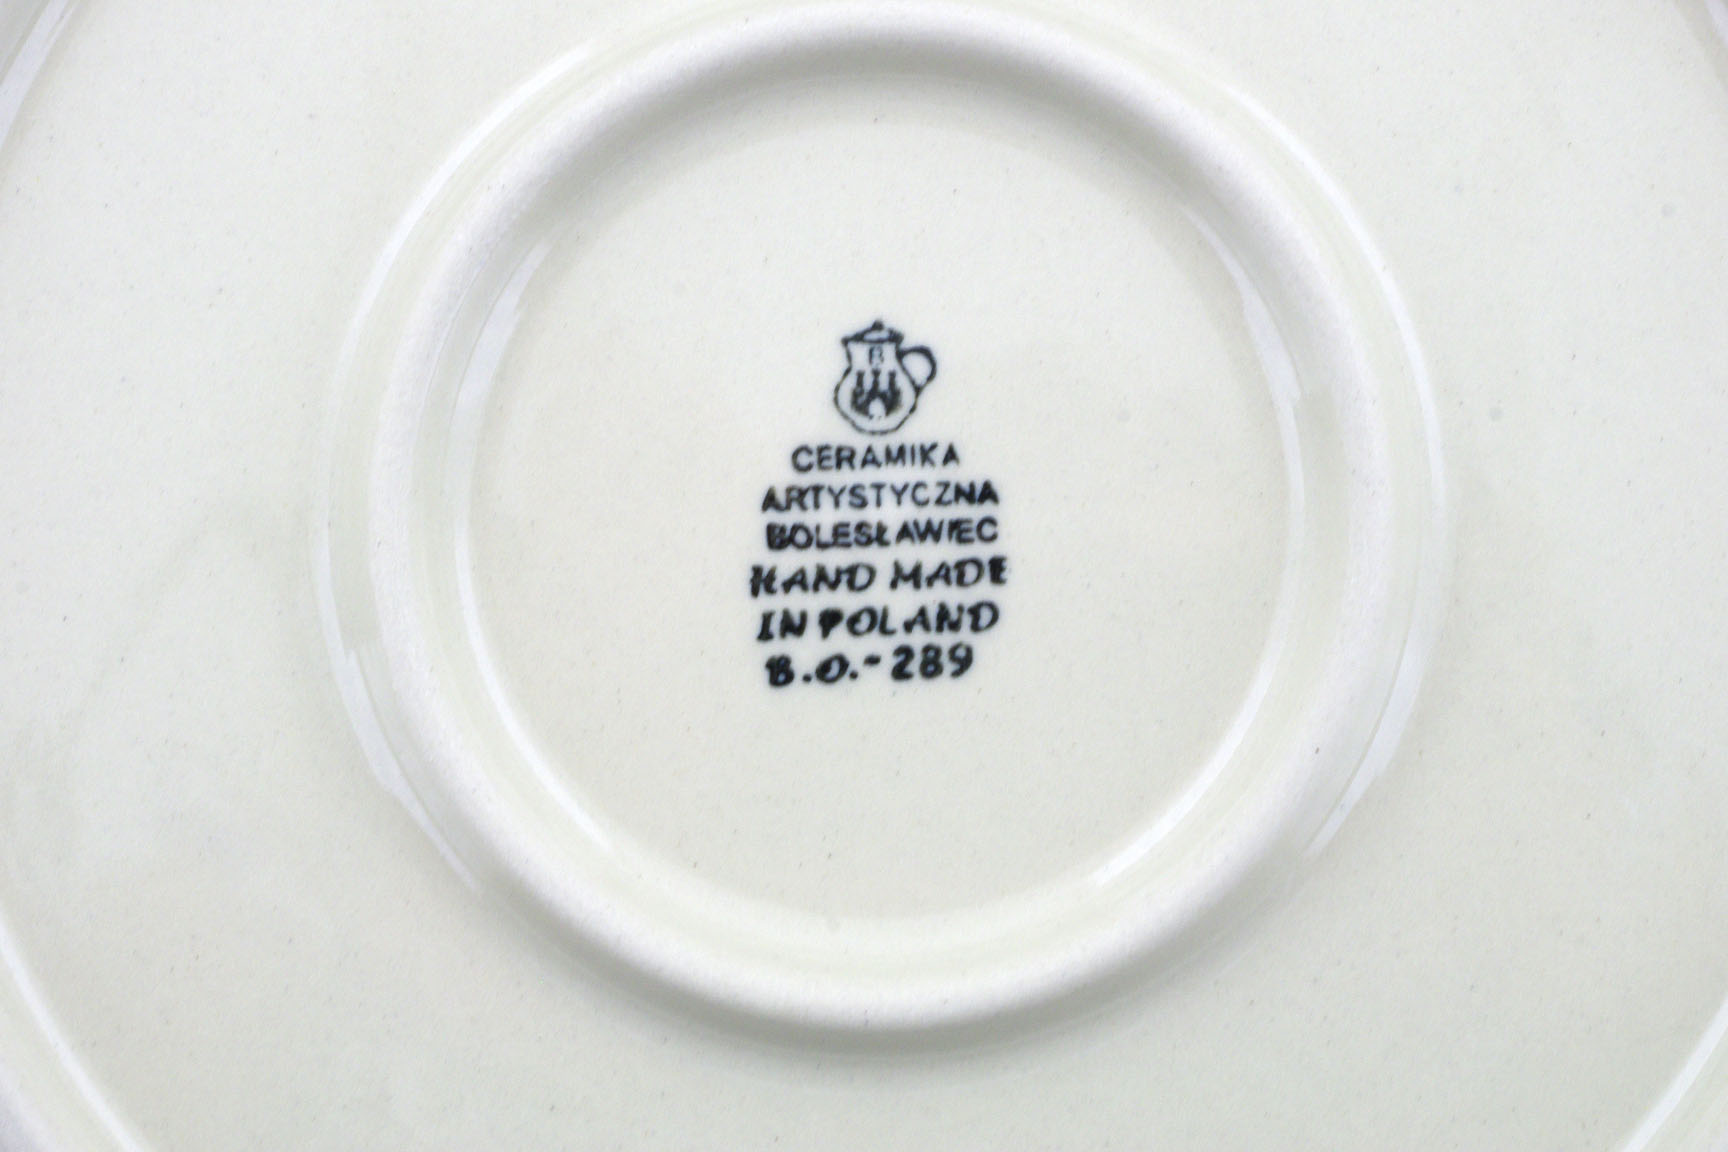 B
CERAMIKA
ARTYSTYCZNA
BOLESŁAWIEC
HAND MADE
IN POLAND
B.O.-289